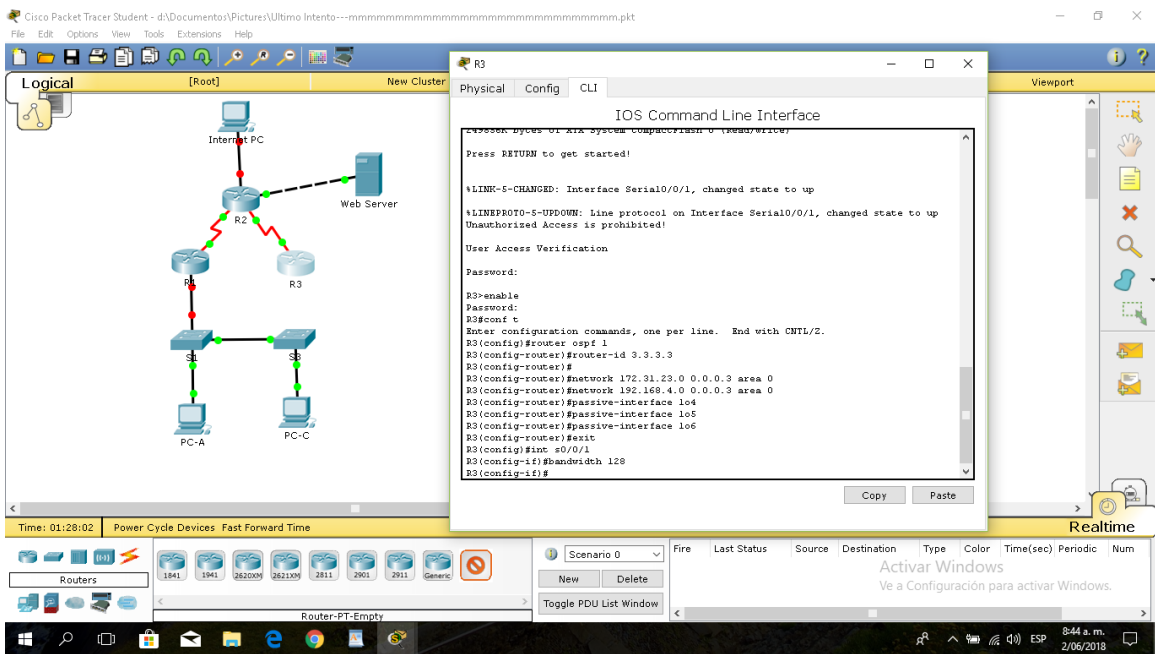 Cisco Packet Tracer Student - d:\Documentos\Pictures\Ultimo Intento---mmmmmmmmmmmmmmmmmmmmmmmmmmmmmmmmm.pkt
File Edit Options View Tools Extensions Help
Logical
[Root]
New Cluster
Viewport
Internet PC
Web Server
R2
R1
R3
S1
S3
PC-A
PC-C
R3
Physical Config CLI
IOS Command Line Interface
249856K bytes of ATA System CompactFlash 0 (Read/Write)
Press RETURN to get started!
%LINK-5-CHANGED: Interface Serial0/0/1, changed state to up
%LINEPROTO-5-UPDOWN: Line protocol on Interface Serial0/0/1, changed state to up
Unauthorized Access is prohibited!
User Access Verification
Password:
R3>enable
Password:
R3#conf t
Enter configuration commands, one per line. End with CNTL/Z.
R3(config)#router ospf 1
R3(config-router)#router-id 3.3.3.3
R3(config-router)#
R3(config-router)#network 172.31.23.0 0.0.0.3 area 0
R3(config-router)#network 192.168.4.0 0.0.0.3 area 0
R3(config-router)#passive-interface lo4
R3(config-router)#passive-interface lo5
R3(config-router)#passive-interface lo6
R3(config-router)#exit
R3(config)#int s0/0/1
R3(config-if)#bandwidth 128
R3(config-if)#
Copy Paste
Time: 01:28:02 Power Cycle Devices Fast Forward Time
Realtime
Routers
1841 1941 2620XM 2621XM 2811 2901 2911 Generic
Router-PT-Empty
Scenario 0
New Delete
Toggle PDU List Window
Fire Last Status Source Destination Type Color Time(sec) Periodic Num
Activar Windows
Ve a Configuración para activar Windows.
ESP
8:44 a. m.
2/06/2018